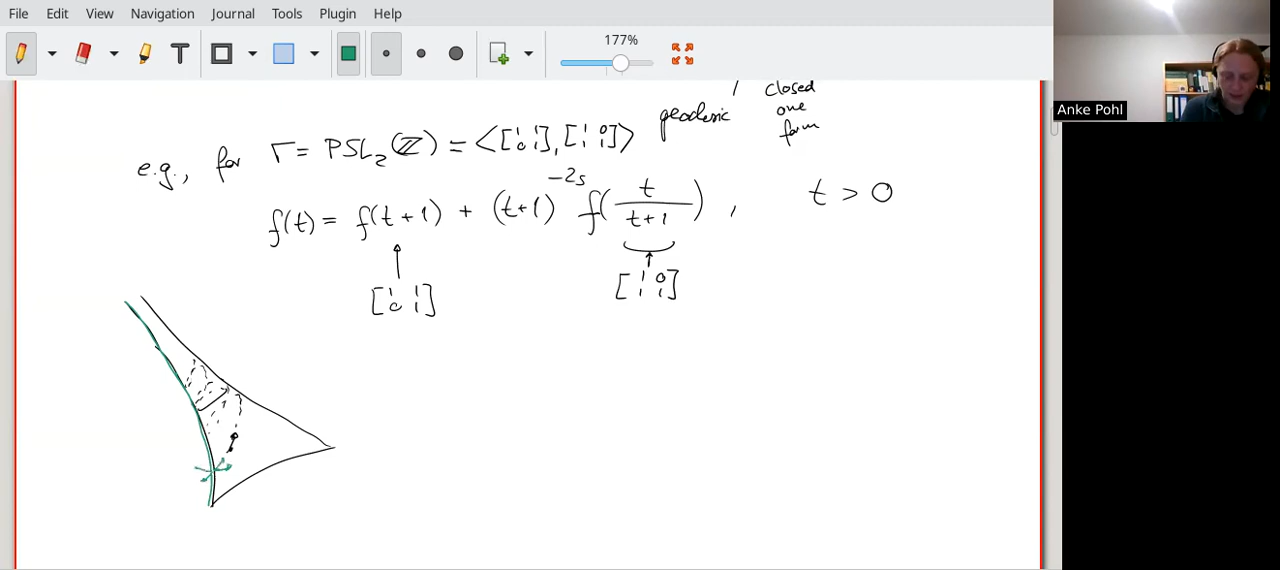 File Edit View Navigation Journal Tools Plugin Help
177%
Anke Pohl
geodesic / closed one form
e.g., for Γ = PSL₂(ℤ) = <[1 1 0 1], [1 0 1 1]>
f(t) = f(t+1) + (t+1)^{-2s} f(t/(t+1)), t > 0
[1 1 0 1] [1 0 1 1]